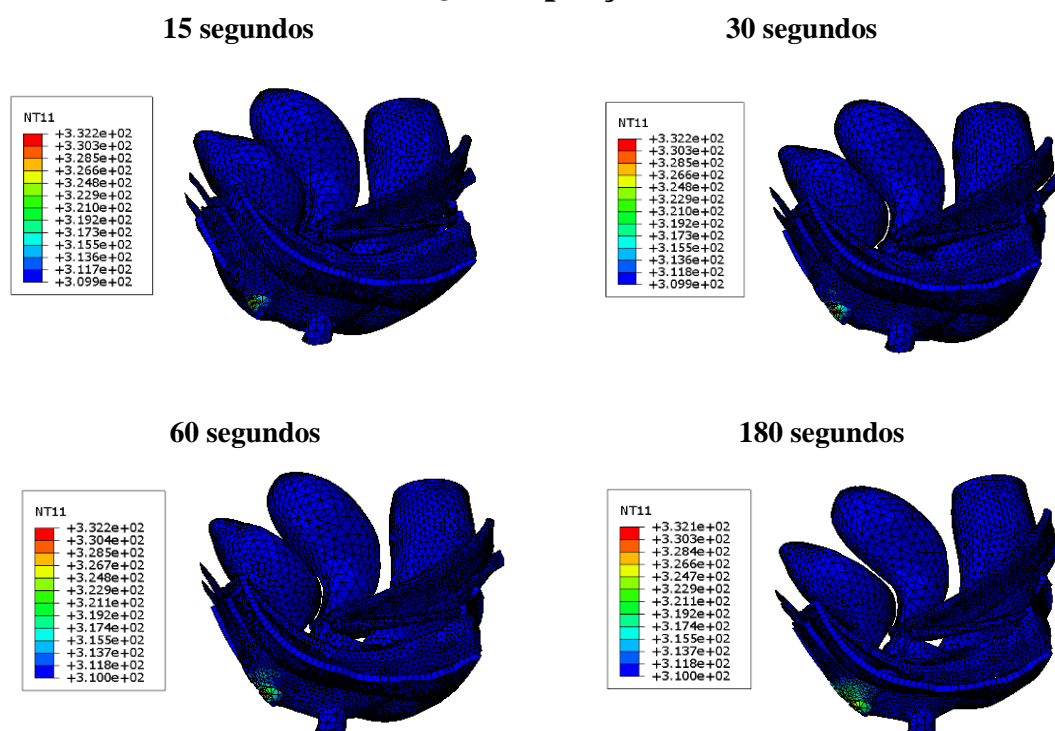 15 segundos
30 segundos
NT11
+3.322e+02
+3.303e+02
+3.285e+02
+3.266e+02
+3.248e+02
+3.229e+02
+3.210e+02
+3.192e+02
+3.173e+02
+3.155e+02
+3.136e+02
+3.117e+02
+3.099e+02
NT11
+3.322e+02
+3.303e+02
+3.285e+02
+3.266e+02
+3.248e+02
+3.229e+02
+3.210e+02
+3.192e+02
+3.173e+02
+3.155e+02
+3.136e+02
+3.118e+02
+3.099e+02
60 segundos
180 segundos
NT11
+3.322e+02
+3.304e+02
+3.285e+02
+3.267e+02
+3.248e+02
+3.229e+02
+3.211e+02
+3.192e+02
+3.174e+02
+3.155e+02
+3.137e+02
+3.118e+02
+3.100e+02
NT11
+3.321e+02
+3.303e+02
+3.284e+02
+3.266e+02
+3.247e+02
+3.229e+02
+3.211e+02
+3.192e+02
+3.174e+02
+3.155e+02
+3.137e+02
+3.118e+02
+3.100e+02